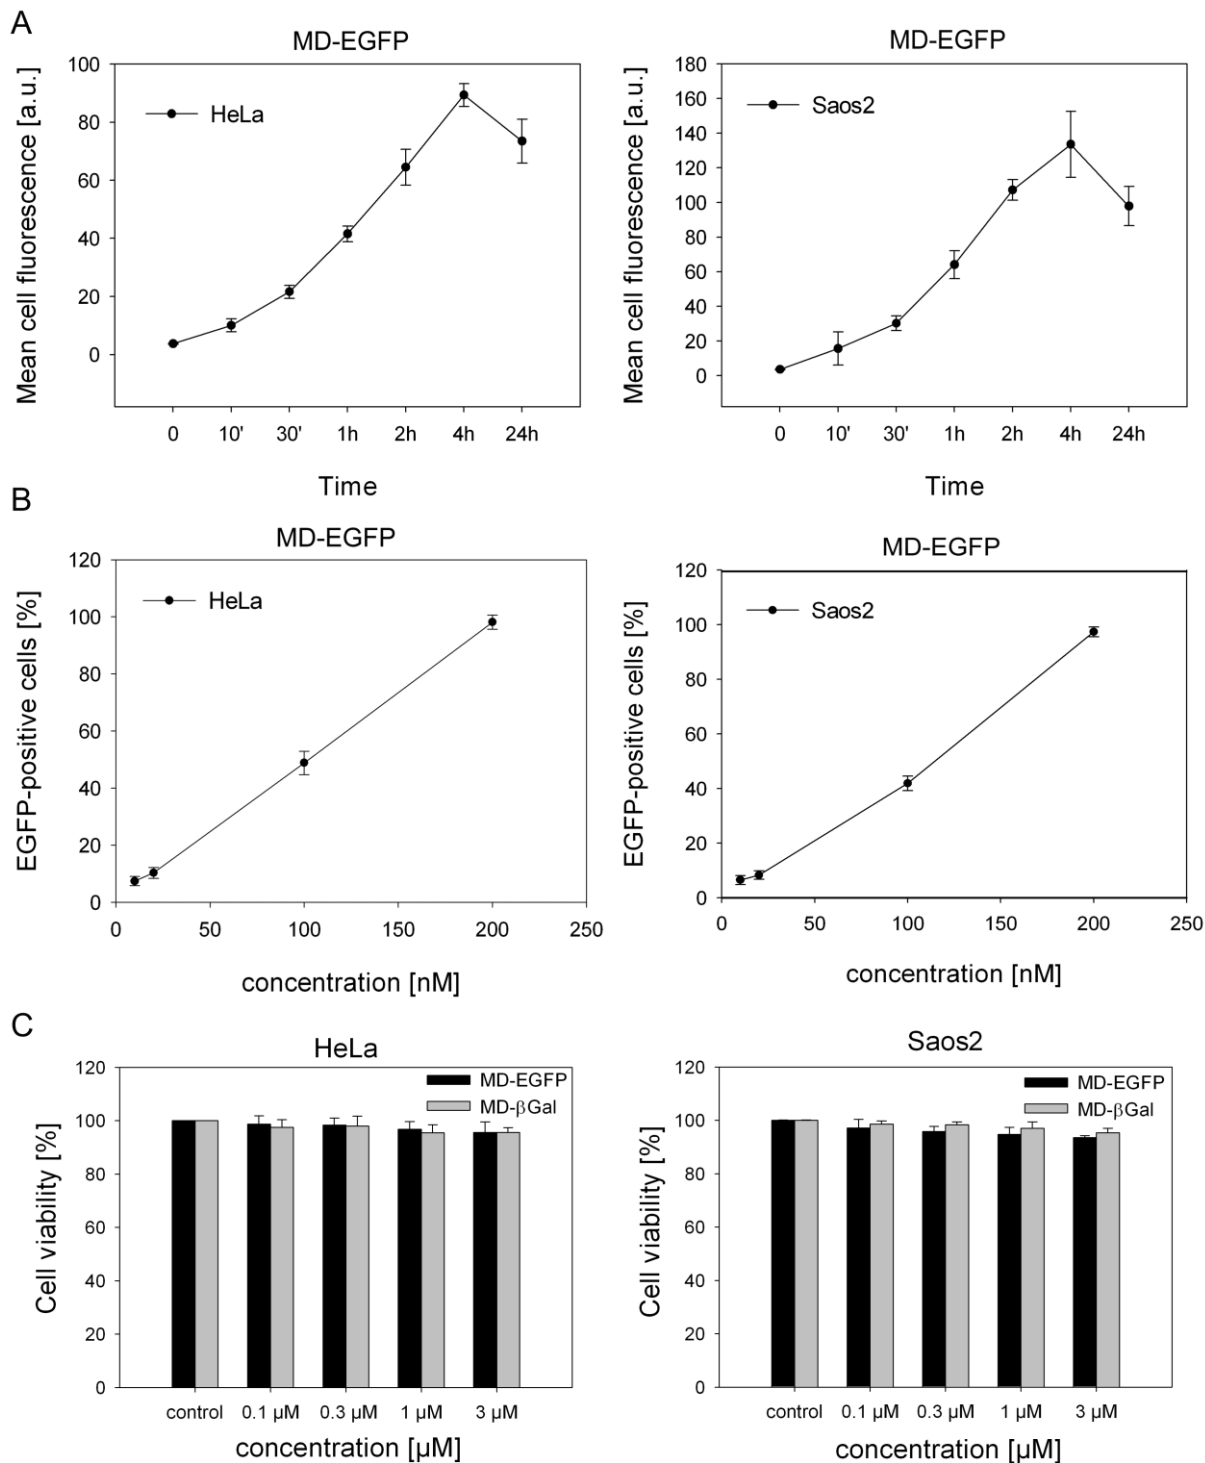 A
MD-EGFP
HeLa
Mean cell fluorescence [a.u.]
100
80
60
40
20
0
0 10' 30' 1h 2h 4h 24h
Time
MD-EGFP
Saos2
Mean cell fluorescence [a.u.]
180
160
140
120
100
80
60
40
20
0
0 10' 30' 1h 2h 4h 24h
Time
B
MD-EGFP
HeLa
EGFP-positive cells [%]
120
100
80
60
40
20
0
0 50 100 150 200 250
concentration [nM]
MD-EGFP
Saos2
EGFP-positive cells [%]
120
100
80
60
40
20
0
0 50 100 150 200 250
concentration [nM]
C
HeLa
MD-EGFP
MD-βGal
Cell viability [%]
120
100
80
60
40
20
0
control 0.1 µM 0.3 µM 1 µM 3 µM
concentration [µM]
Saos2
MD-EGFP
MD-βGal
Cell viability [%]
120
100
80
60
40
20
0
control 0.1 µM 0.3 µM 1 µM 3 µM
concentration [µM]